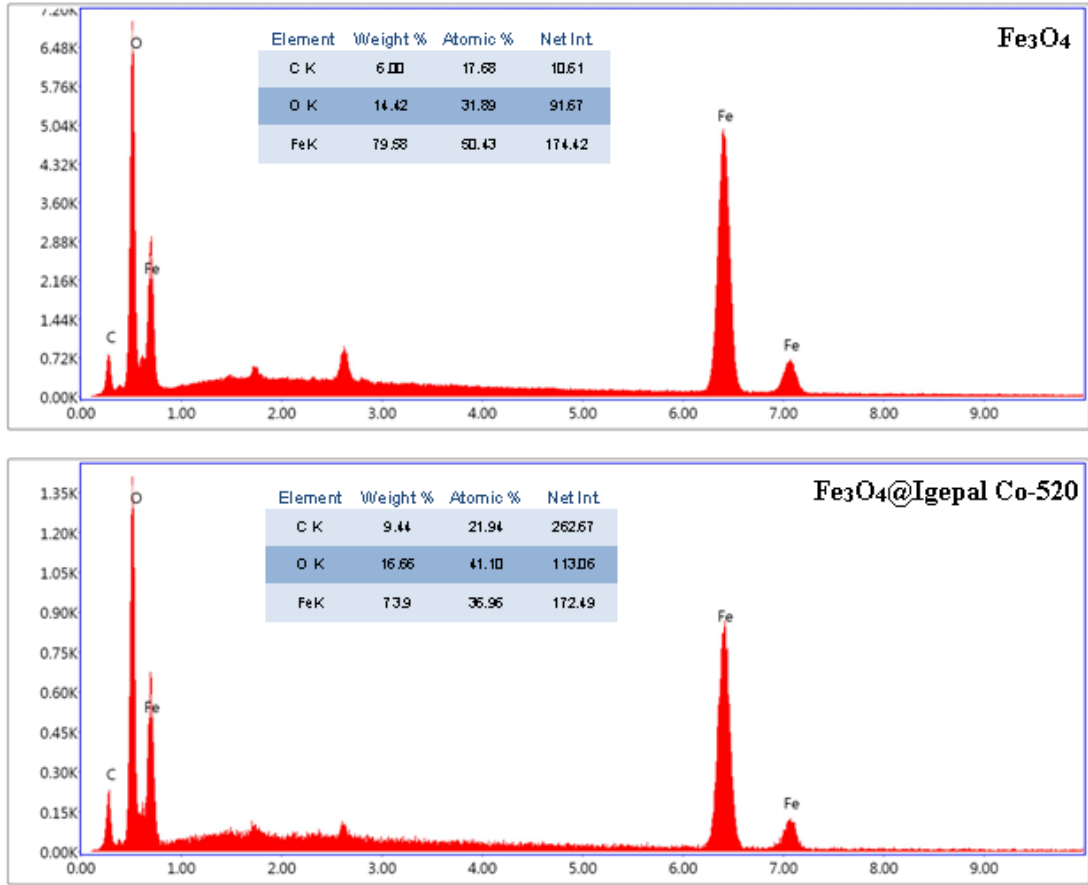 7.20K
6.48K
5.76K
5.04K
4.32K
3.60K
2.88K
2.16K
1.44K
0.72K
0.00K
O
Fe
C
Fe
Fe
Element Weight % Atomic % Net Int.
C K 6.00 17.68 10.61
O K 14.42 31.89 91.67
Fe K 79.58 50.43 174.42
Fe₃O₄
0.00 1.00 2.00 3.00 4.00 5.00 6.00 7.00 8.00 9.00
1.35K
1.20K
1.05K
0.90K
0.75K
0.60K
0.45K
0.30K
0.15K
0.00K
O
Fe
C
Fe
Fe
Element Weight % Atomic % Net Int.
C K 9.44 21.94 262.67
O K 16.66 41.10 113.06
Fe K 73.9 36.96 172.49
Fe₃O₄@Igepal Co-520
0.00 1.00 2.00 3.00 4.00 5.00 6.00 7.00 8.00 9.00